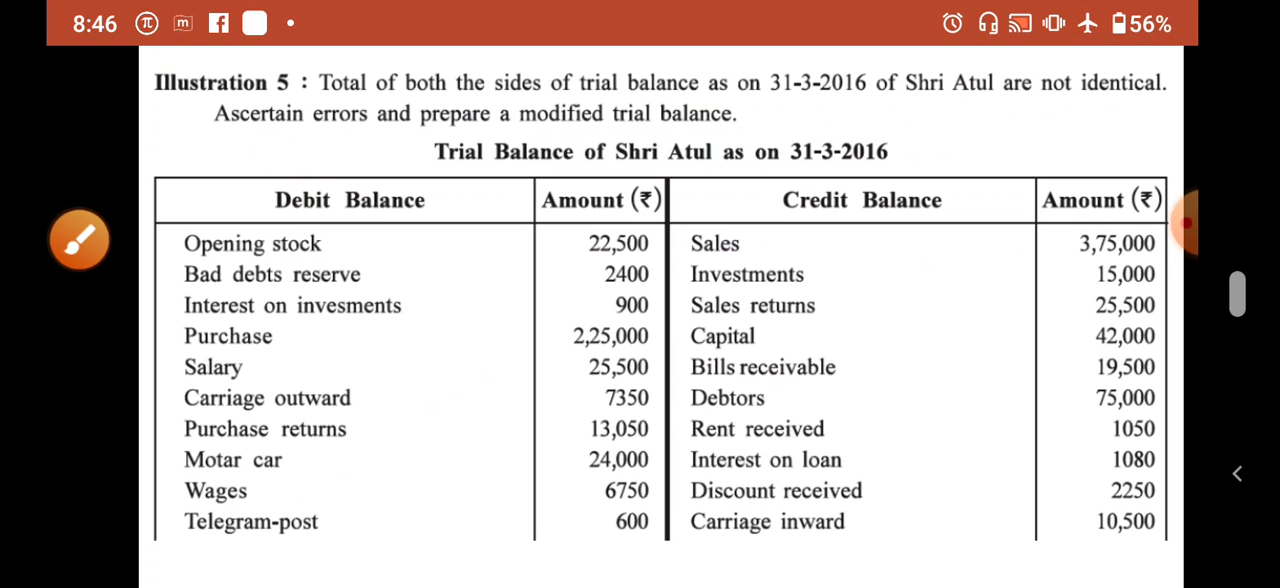 8:46
56%
Illustration 5 : Total of both the sides of trial balance as on 31-3-2016 of Shri Atul are not identical.
Ascertain errors and prepare a modified trial balance.
Trial Balance of Shri Atul as on 31-3-2016
Debit Balance Amount (₹) Credit Balance Amount (₹)
Opening stock 22,500 Sales 3,75,000
Bad debts reserve 2400 Investments 15,000
Interest on invesments 900 Sales returns 25,500
Purchase 2,25,000 Capital 42,000
Salary 25,500 Bills receivable 19,500
Carriage outward 7350 Debtors 75,000
Purchase returns 13,050 Rent received 1050
Motar car 24,000 Interest on loan 1080
Wages 6750 Discount received 2250
Telegram-post 600 Carriage inward 10,500